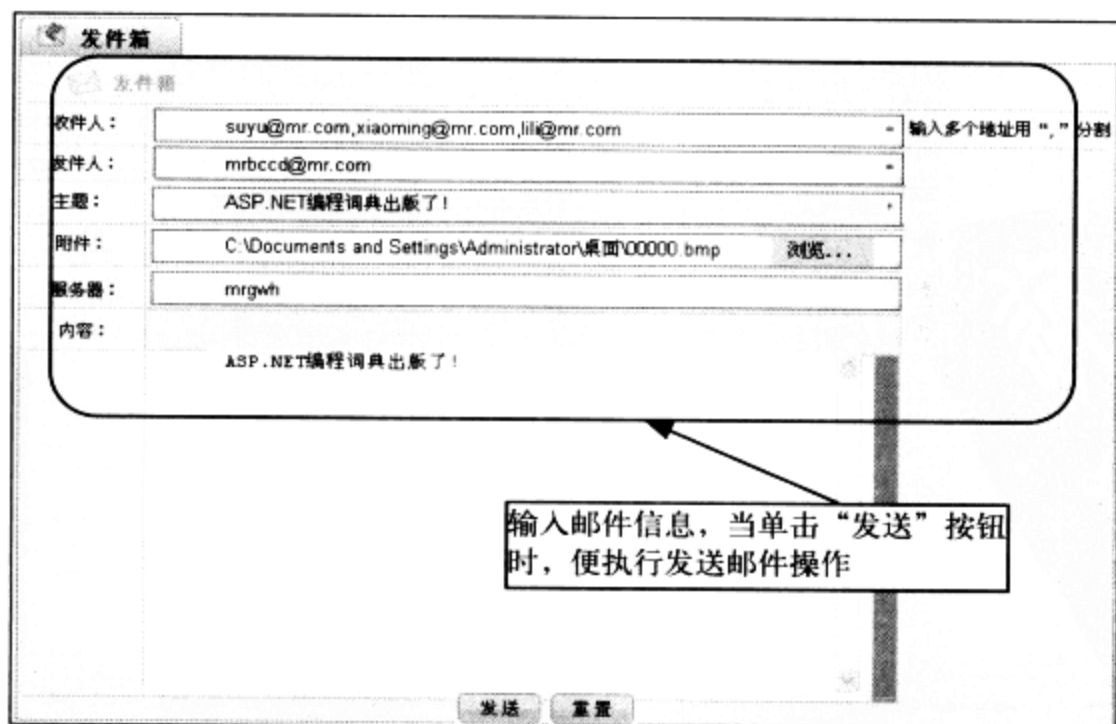 发件箱
发件箱
收件人： suyu@mr.com,xiaoming@mr.com,lili@mr.com * 输入多个地址用“，”分割
发件人： mrbccd@mr.com *
主题： ASP.NET编程词典出版了！ *
附件： C:\Documents and Settings\Administrator\桌面\00000.bmp 浏览...
服务器： mrgwh
内容：
ASP.NET编程词典出版了！
输入邮件信息，当单击“发送”按钮
时，便执行发送邮件操作
发送 重置